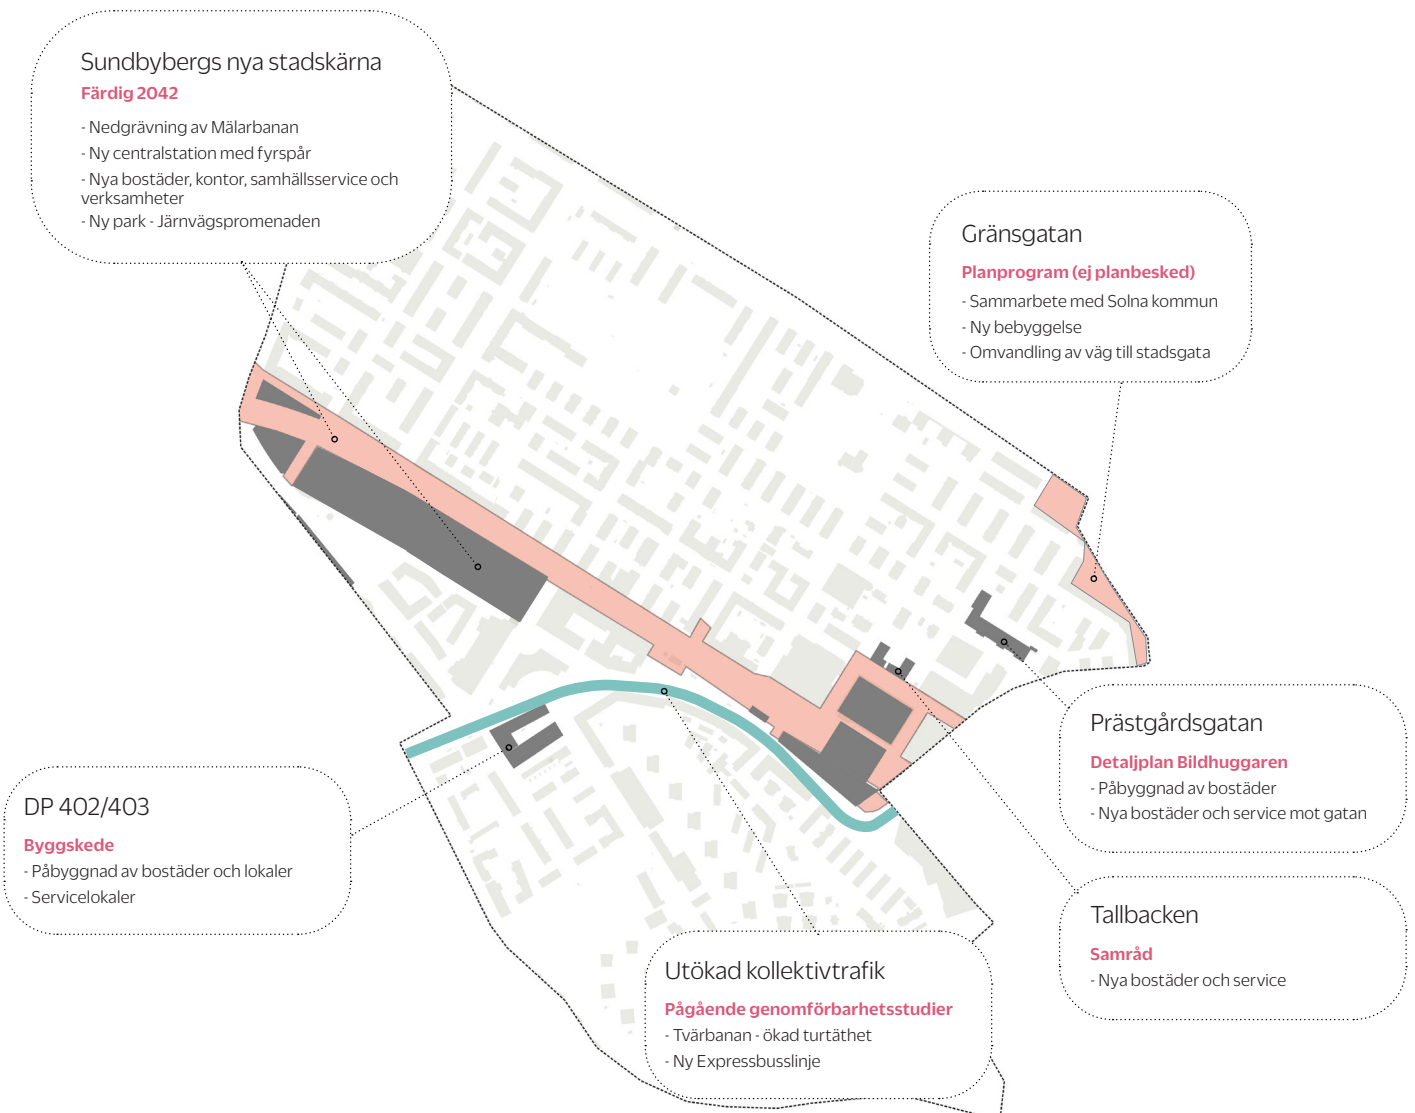 Sundbybergs nya stadskärna
Färdig 2042
- Nedgrävning av Mälarbanan
- Ny centralstation med fyrspår
- Nya bostäder, kontor, samhällsservice och
verksamheter
- Ny park - Järnvägspromenaden
Gränsgatan
Planprogram (ej planbesked)
- Sammarbete med Solna kommun
- Ny bebyggelse
- Omvandling av väg till stadsgata
Prästgårdsgatan
Detaljplan Bildhuggaren
- Påbyggnad av bostäder
- Nya bostäder och service mot gatan
DP 402/403
Byggskede
- Påbyggnad av bostäder och lokaler
- Servicelokaler
Tallbacken
Samråd
- Nya bostäder och service
Utökad kollektivtrafik
Pågående genomförbarhetsstudier
- Tvärbanan - ökad turtäthet
- Ny Expressbusslinje